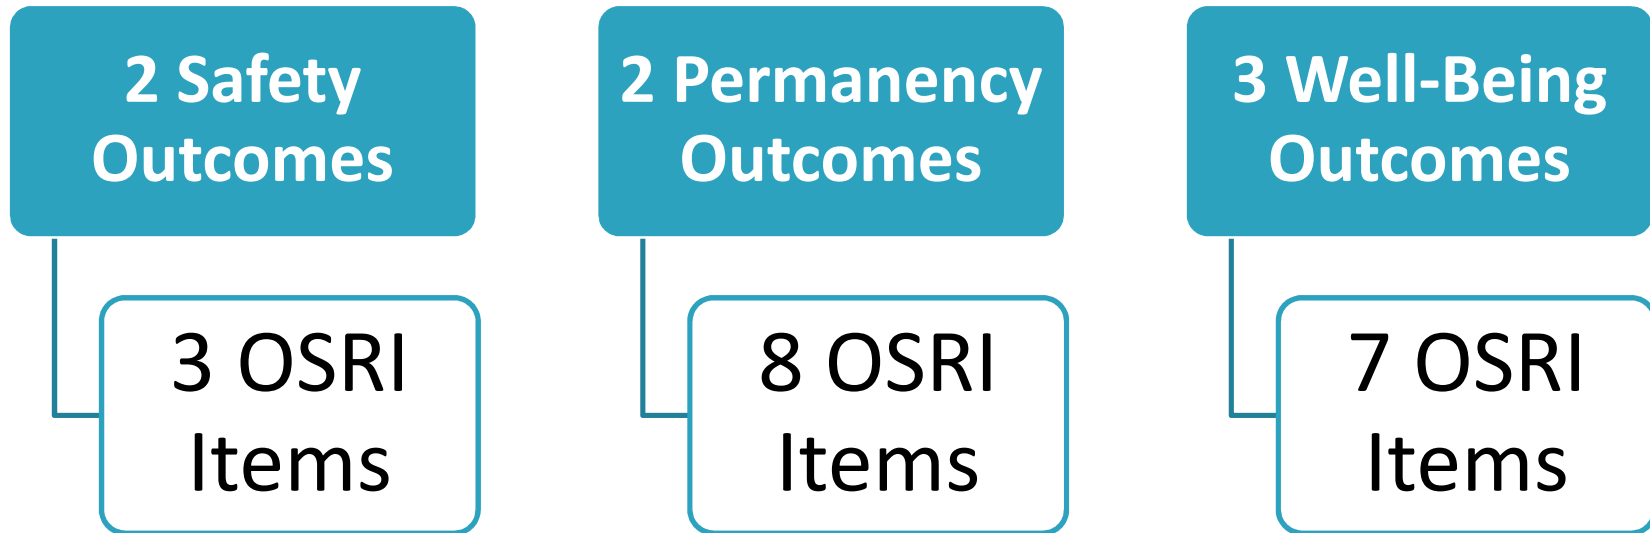 2 Safety
Outcomes
3 OSRI
Items
2 Permanency
Outcomes
8 OSRI
Items
3 Well-Being
Outcomes
7 OSRI
Items